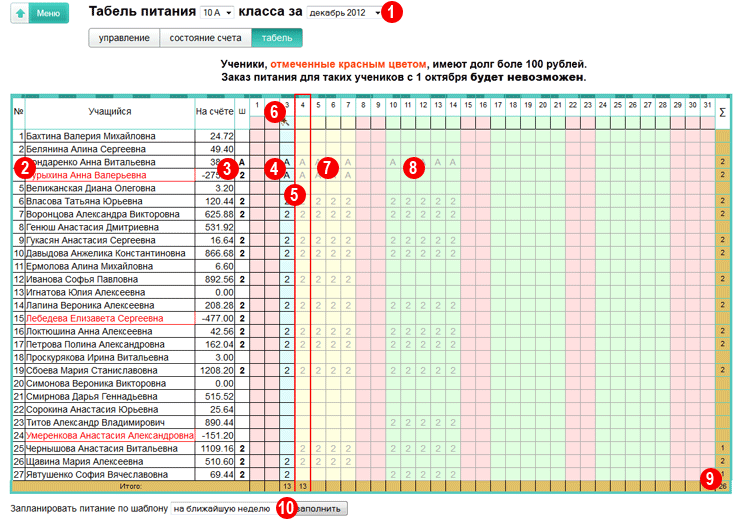 Меню
Табель питания 10 А класса за декабрь 2012 1
управление состояние счета табель
Ученики, отмеченные красным цветом, имеют долг боле 100 рублей.
Заказ питания для таких учеников с 1 октября будет невозможен.
№ Учащийся На счёте Ш 1 3 4 5 6 7 8 9 10 11 12 13 14 15 16 17 18 19 20 21 22 23 24 25 26 27 28 29 30 31 Σ
6
1 Бахтина Валерия Михайловна 24.72
2 Белянина Алина Сергеевна 49.40
2 ондаренко Анна Витальевна 38 3 А 4 А А 7 А А 8 А А А 2
урыхина Анна Валерьевна -275 2 А А А 2
5 Велижанская Диана Олеговна 3.20 5
6 Власова Татьяна Юрьевна 120.44 2 2 2 2 2 2 2 2 2 2 2
7 Воронцова Александра Викторовна 625.88 2 2 2 2 2 2 2 2 2 2 2 2
8 Генюш Анастасия Дмитриевна 531.92
9 Гукасян Анастасия Сергеевна 16.64 2 2 2 2 2 2 2 2 2 2 2 2
10 Давыдова Анжелика Константиновна 866.68 2 2 2 2 2 2 2 2 2 2 2 2
11 Ермолова Алина Михайловна 6.60
12 Иванова Софья Павловна 892.56 2 2 2 2 2 2 2 2 2 2 2 2
13 Игнатова Юлия Алексеевна 0.00
14 Лапина Вероника Алексеевна 208.28 2 2 2 2 2 2 2 2 2 2 2 2
15 Лебедева Елизавета Сергеевна -477.00 2
16 Локтюшина Анна Алексеевна 42.56 2 2 2 2 2 2 2 2 2 2 2 2
17 Петрова Полина Александровна 162.04 2 2 2 2 2 2 2 2 2 2 2 2
18 Проскурякова Ирина Витальевна 3.00
19 Сбоева Мария Станиславовна 1208.20 2 2 2 2 2 2 2 2 2 2 2 2
20 Симонова Вероника Викторовна 0.00
21 Смирнова Дарья Геннадьевна 515.52
22 Сорокина Анастасия Юрьевна 25.64
23 Титов Александр Владимирович 890.44 2 2 2 2 2
24 Умеренкова Анастасия Александровна -151.20
25 Чернышова Анастасия Витальевна 1109.16 2 2 2 2 2 2 2 2 2 2 1
26 Щавина Мария Алексеевна 510.60 2 2 2 2 2 2 2
27 Явтушенко София Вячеславовна 69.44 2 2 2 2 2 2 2 1
Итого: 13 13 9 26
Запланировать питание по шаблону на ближайшую неделю 10 аполнить